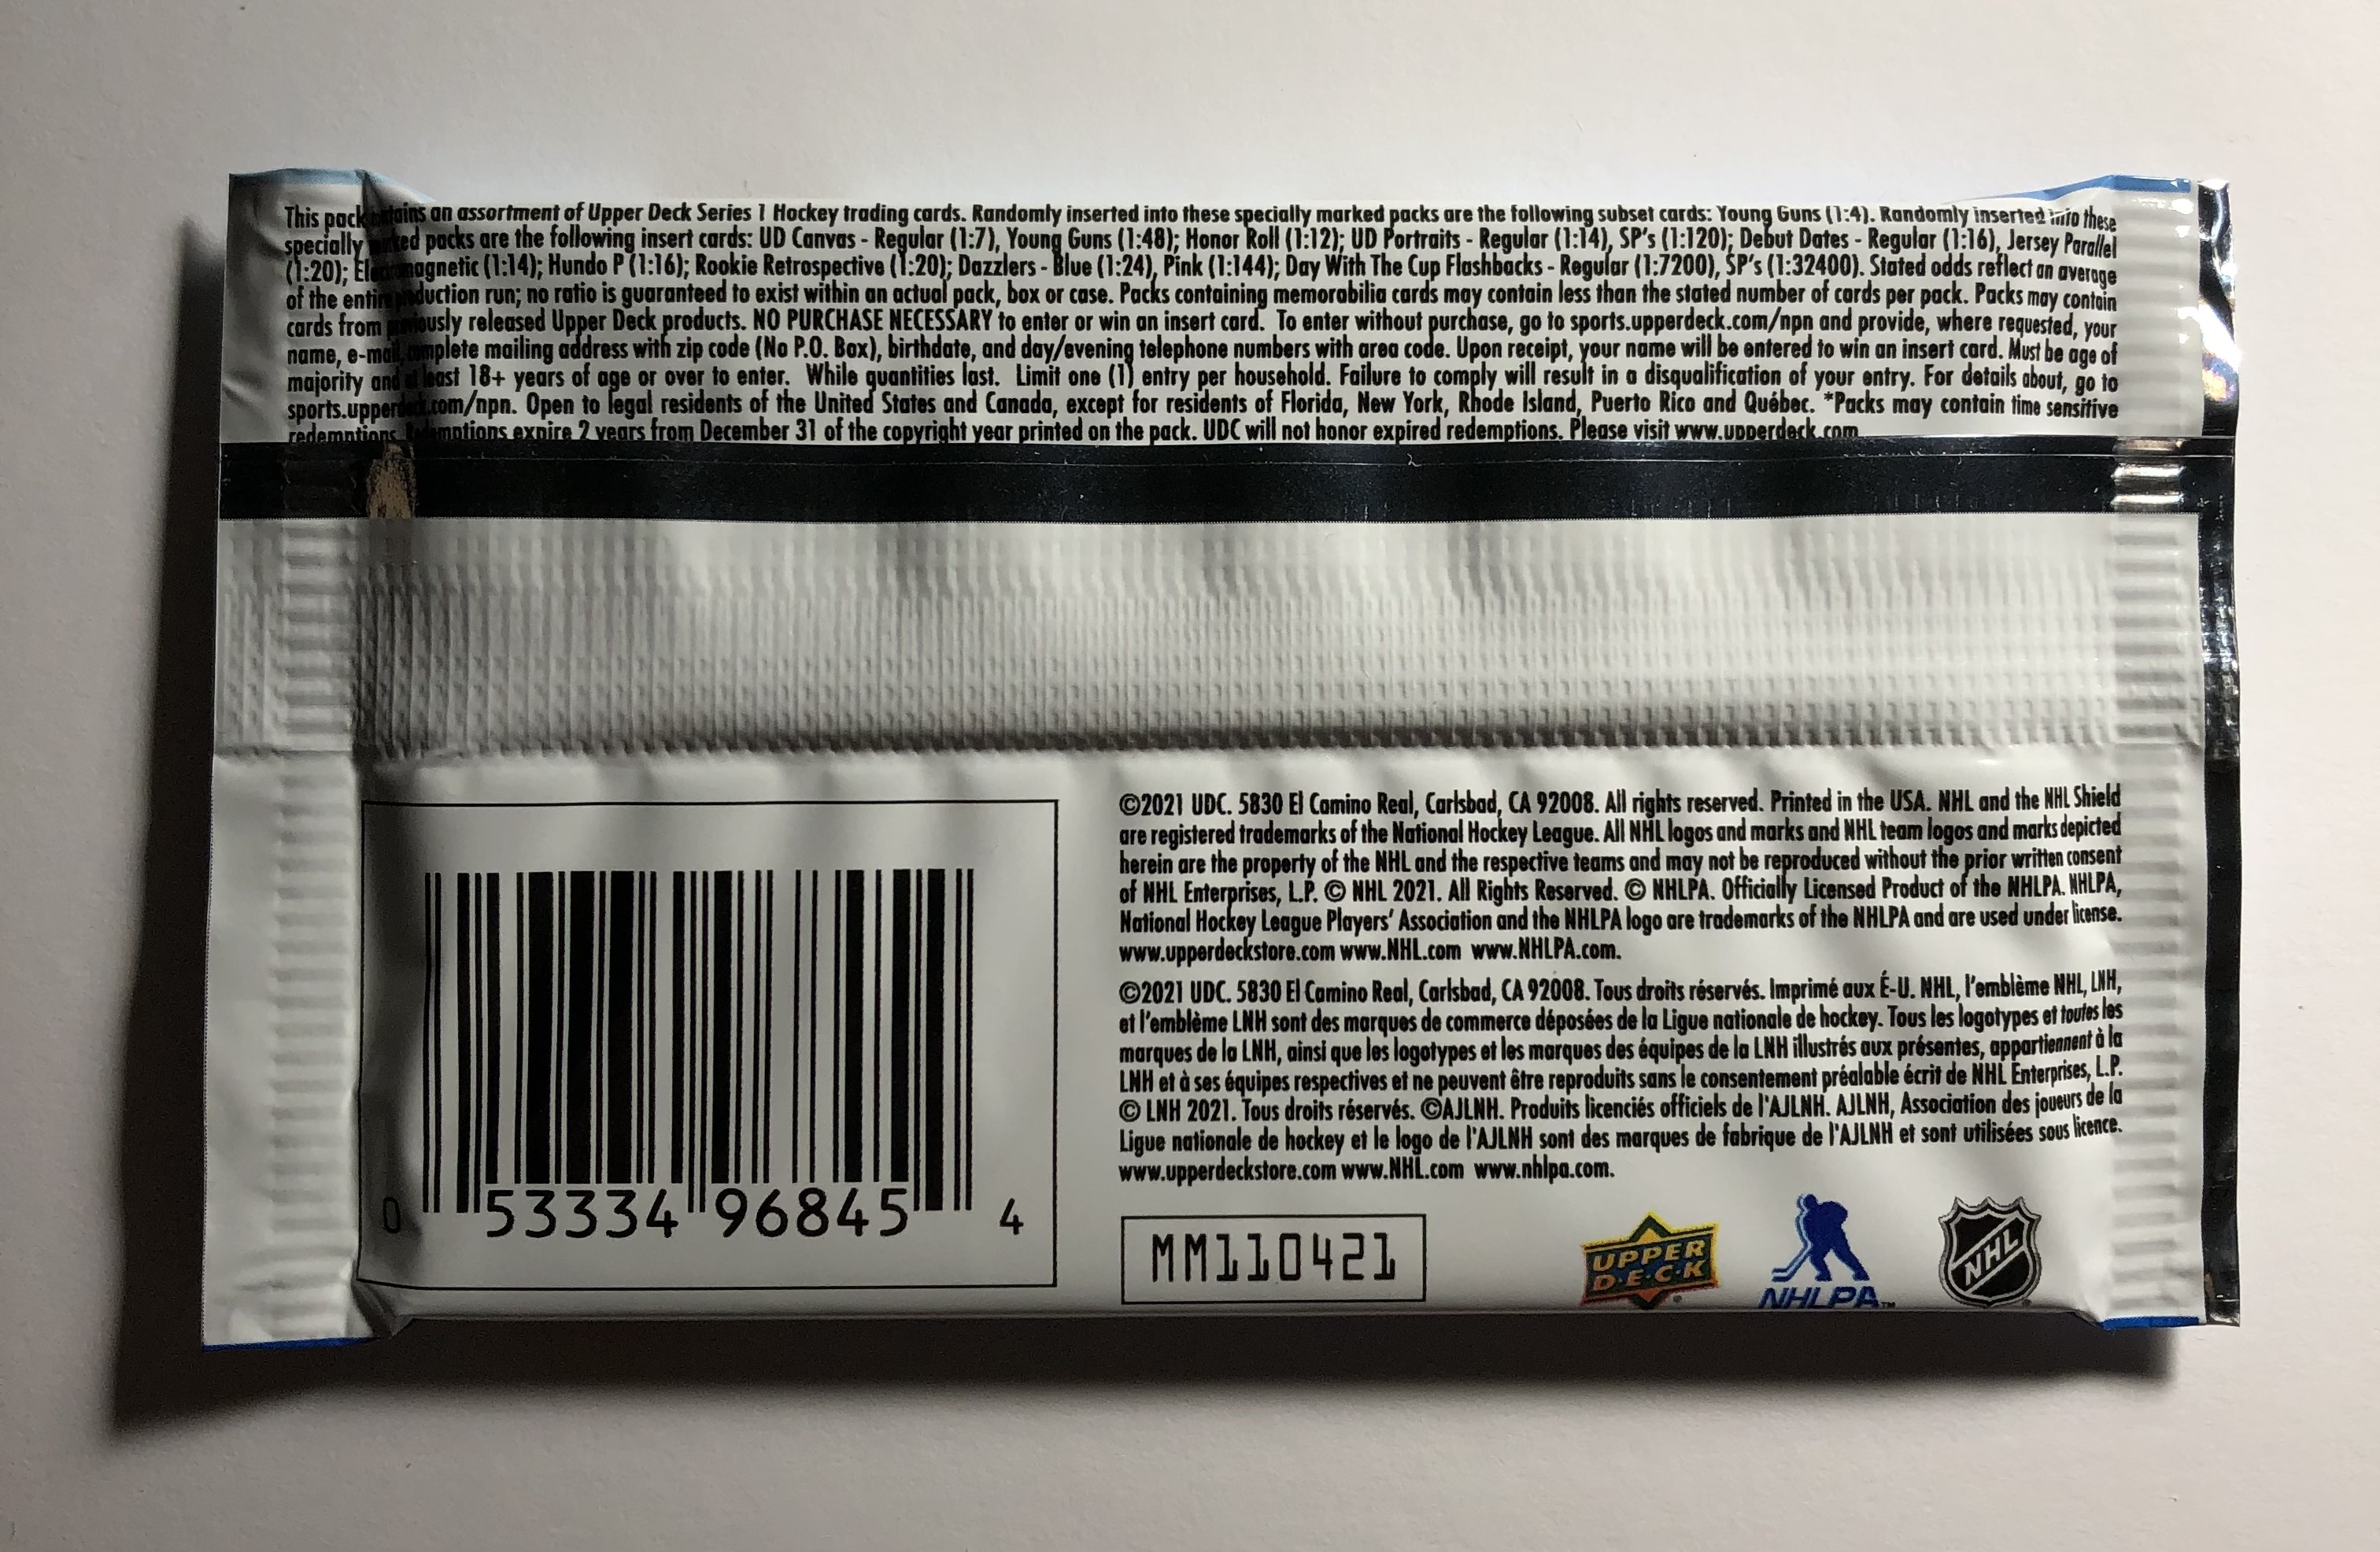 This pack contains an assortment of Upper Deck Series 1 Hockey trading cards. Randomly inserted into these specially marked packs are the following subset cards: Young Guns (1:4). Randomly inserted into these
specially marked packs are the following insert cards: UD Canvas - Regular (1:7), Young Guns (1:48); Honor Roll (1:12); UD Portraits - Regular (1:14), SP's (1:120); Debut Dates - Regular (1:16), Jersey Parallel
(1:20); Electromagnetic (1:14); Hundo P (1:16); Rookie Retrospective (1:20); Dazzlers - Blue (1:24), Pink (1:144); Day With The Cup Flashbacks - Regular (1:7200), SP's (1:32400). Stated odds reflect an average
of the entire production run; no ratio is guaranteed to exist within an actual pack, box or case. Packs containing memorabilia cards may contain less than the stated number of cards per pack. Packs may contain
cards from previously released Upper Deck products. NO PURCHASE NECESSARY to enter or win an insert card. To enter without purchase, go to sports.upperdeck.com/npn and provide, where requested, your
name, e-mail, complete mailing address with zip code (No P.O. Box), birthdate, and day/evening telephone numbers with area code. Upon receipt, your name will be entered to win an insert card. Must be age of
majority and at least 18+ years of age or over to enter. While quantities last. Limit one (1) entry per household. Failure to comply will result in a disqualification of your entry. For details about, go to
sports.upperdeck.com/npn. Open to legal residents of the United States and Canada, except for residents of Florida, New York, Rhode Island, Puerto Rico and Québec. *Packs may contain time sensitive
redemptions. Redemptions expire 2 years from December 31 of the copyright year printed on the pack. UDC will not honor expired redemptions. Please visit www.upperdeck.com
©2021 UDC. 5830 El Camino Real, Carlsbad, CA 92008. All rights reserved. Printed in the USA. NHL and the NHL Shield
are registered trademarks of the National Hockey League. All NHL logos and marks and NHL team logos and marks depicted
herein are the property of the NHL and the respective teams and may not be reproduced without the prior written consent
of NHL Enterprises, L.P. © NHL 2021. All Rights Reserved. © NHLPA. Officially Licensed Product of the NHLPA. NHLPA,
National Hockey League Players' Association and the NHLPA logo are trademarks of the NHLPA and are used under license.
www.upperdeckstore.com www.NHL.com www.NHLPA.com.
©2021 UDC. 5830 El Camino Real, Carlsbad, CA 92008. Tous droits réservés. Imprimé aux É-U. NHL, l'emblème NHL, LNH,
et l'emblème LNH sont des marques de commerce déposées de la Ligue nationale de hockey. Tous les logotypes et toutes les
marques de la LNH, ainsi que les logotypes et les marques des équipes de la LNH illustrés aux présentes, appartiennent à la
LNH et à ses équipes respectives et ne peuvent être reproduits sans le consentement préalable écrit de NHL Enterprises, L.P.
© LNH 2021. Tous droits réservés. ©AJLNH. Produits licenciés officiels de l'AJLNH. AJLNH, Association des joueurs de la
Ligue nationale de hockey et le logo de l'AJLNH sont des marques de fabrique de l'AJLNH et sont utilisées sous licence.
www.upperdeckstore.com www.NHL.com www.nhlpa.com.
0 53334 96845 4
MM110421
UPPER
D·E·C·K
NHLPA™
NHL